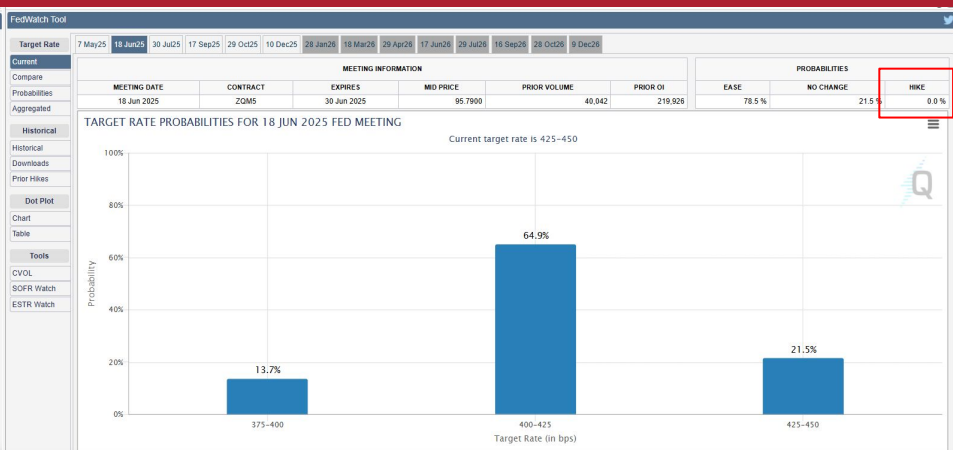 FedWatch Tool
Target Rate
Current
Compare
Probabilities
Aggregated
Historical
Historical
Downloads
Prior Hikes
Dot Plot
Chart
Table
Tools
CVOL
SOFR Watch
ESTR Watch
7 May25 18 Jun25 30 Jul25 17 Sep25 29 Oct25 10 Dec25 28 Jan26 18 Mar26 29 Apr26 17 Jun26 29 Jul26 16 Sep26 28 Oct26 9 Dec26
MEETING INFORMATION
MEETING DATE CONTRACT EXPIRES MID PRICE PRIOR VOLUME PRIOR OI
18 Jun 2025 ZQM5 30 Jun 2025 95.7900 40,042 219,926
PROBABILITIES
EASE NO CHANGE HIKE
78.5 % 21.5 % 0.0 %
TARGET RATE PROBABILITIES FOR 18 JUN 2025 FED MEETING
Current target rate is 425-450
Q
Probability
100%
80%
60%
40%
20%
0%
13.7%
64.9%
21.5%
375-400 400-425 425-450
Target Rate (in bps)